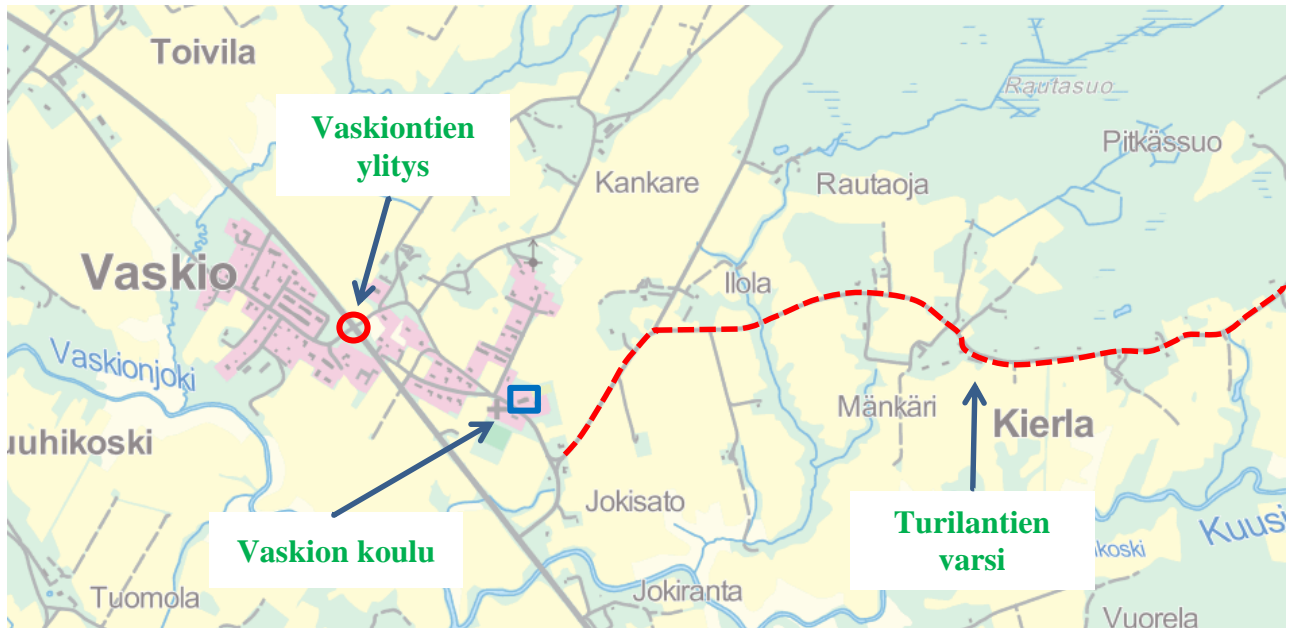 Toivila
Rautasuo
Vaskiontien
ylitys
Pitkässuo
Kankare
Rautaoja
Vaskio
Ilola
Vaskionjoki
Mänkäri
Kierla
uuhikoski
Jokisato
Turilantien
varsi
Kuusi
Vaskion koulu
koski
Tuomola
Jokiranta
Vuorela